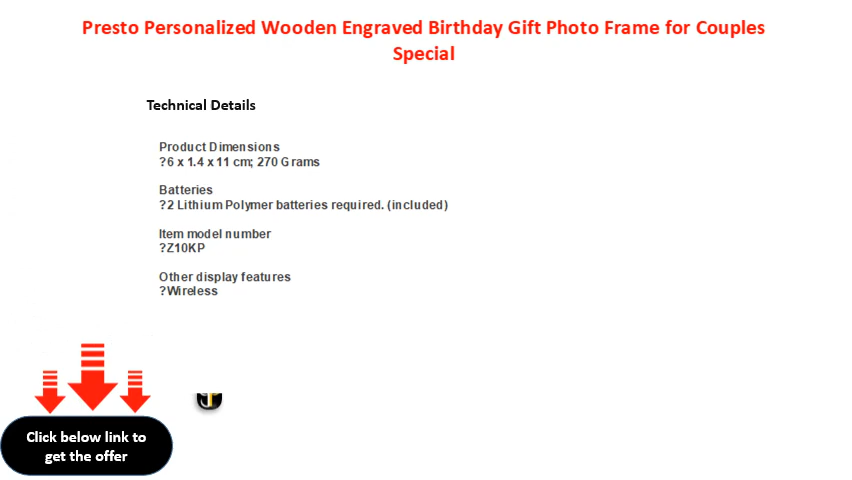 Presto Personalized Wooden Engraved Birthday Gift Photo Frame for Couples
Special
Technical Details
Product Dimensions
?6 x 1.4 x 11 cm; 270 Grams
Batteries
?2 Lithium Polymer batteries required. (included)
Item model number
?Z10KP
Other display features
?Wireless
Click below link to
get the offer